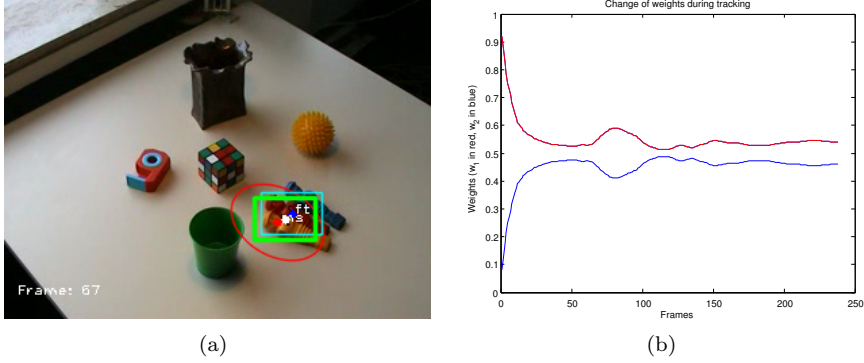 ft
ms
Frame: 67
(a)
Change of weights during tracking
Weights (w₁ in red, w₂ in blue)
1
0.9
0.8
0.7
0.6
0.5
0.4
0.3
0.2
0.1
0
0 50 100 150 200 250
Frames
(b)